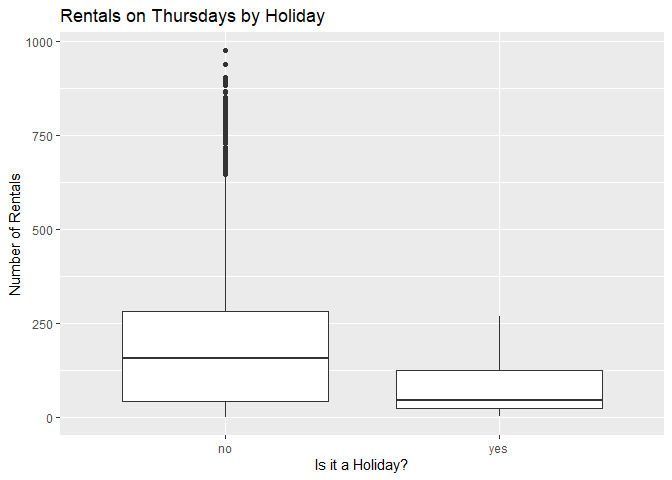 Rentals on Thursdays by Holiday
1000
750
500
250
0
Number of Rentals
no
yes
Is it a Holiday?